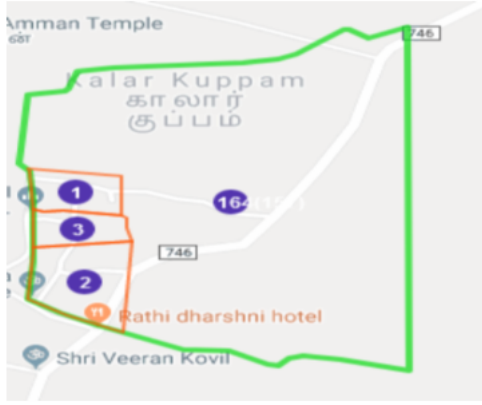 Amman Temple
ன்
746
Kalar Kuppam
காலார்
குப்பம்
1
164
3
746
2
Rathi dharshni hotel
Shri Veeran Kovil